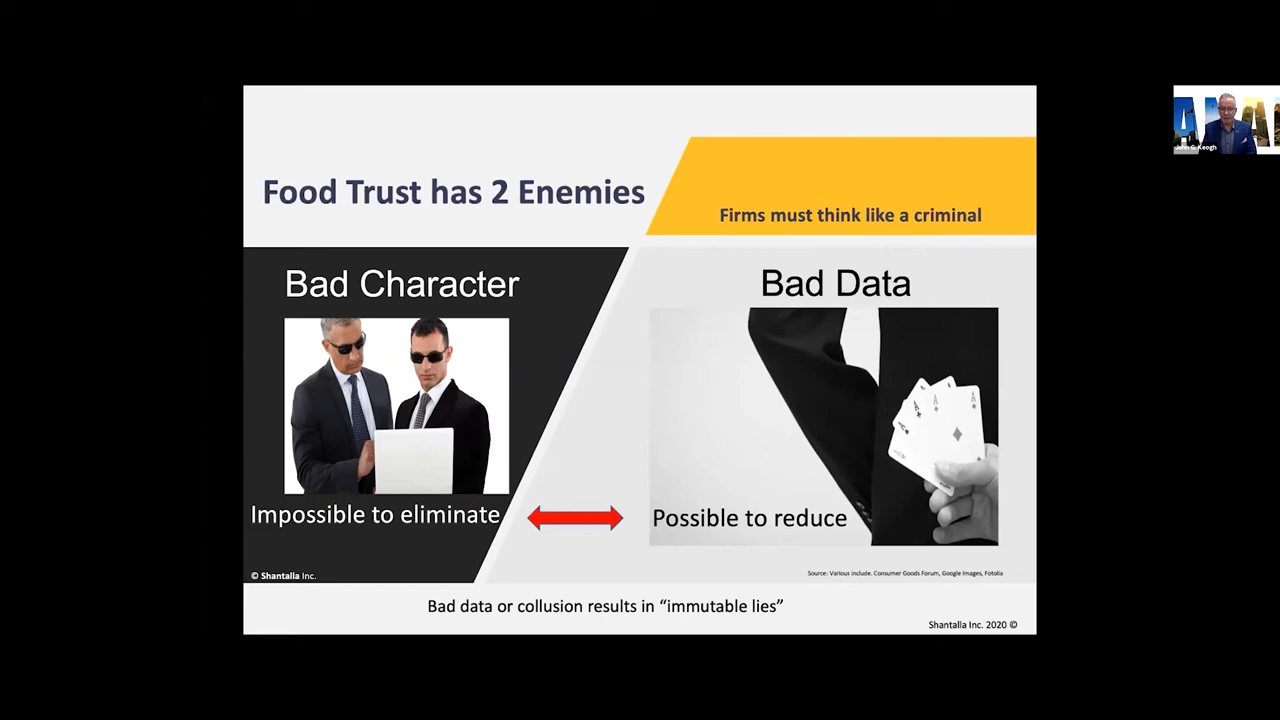 Food Trust has 2 Enemies
Firms must think like a criminal
Bad Character
Bad Data
Impossible to eliminate
Possible to reduce
© Shantalla Inc.
Source: Various include. Consumer Goods Forum, Google Images, Fotolia
Bad data or collusion results in “immutable lies”
Shantalla Inc. 2020 ©
John G. Keogh